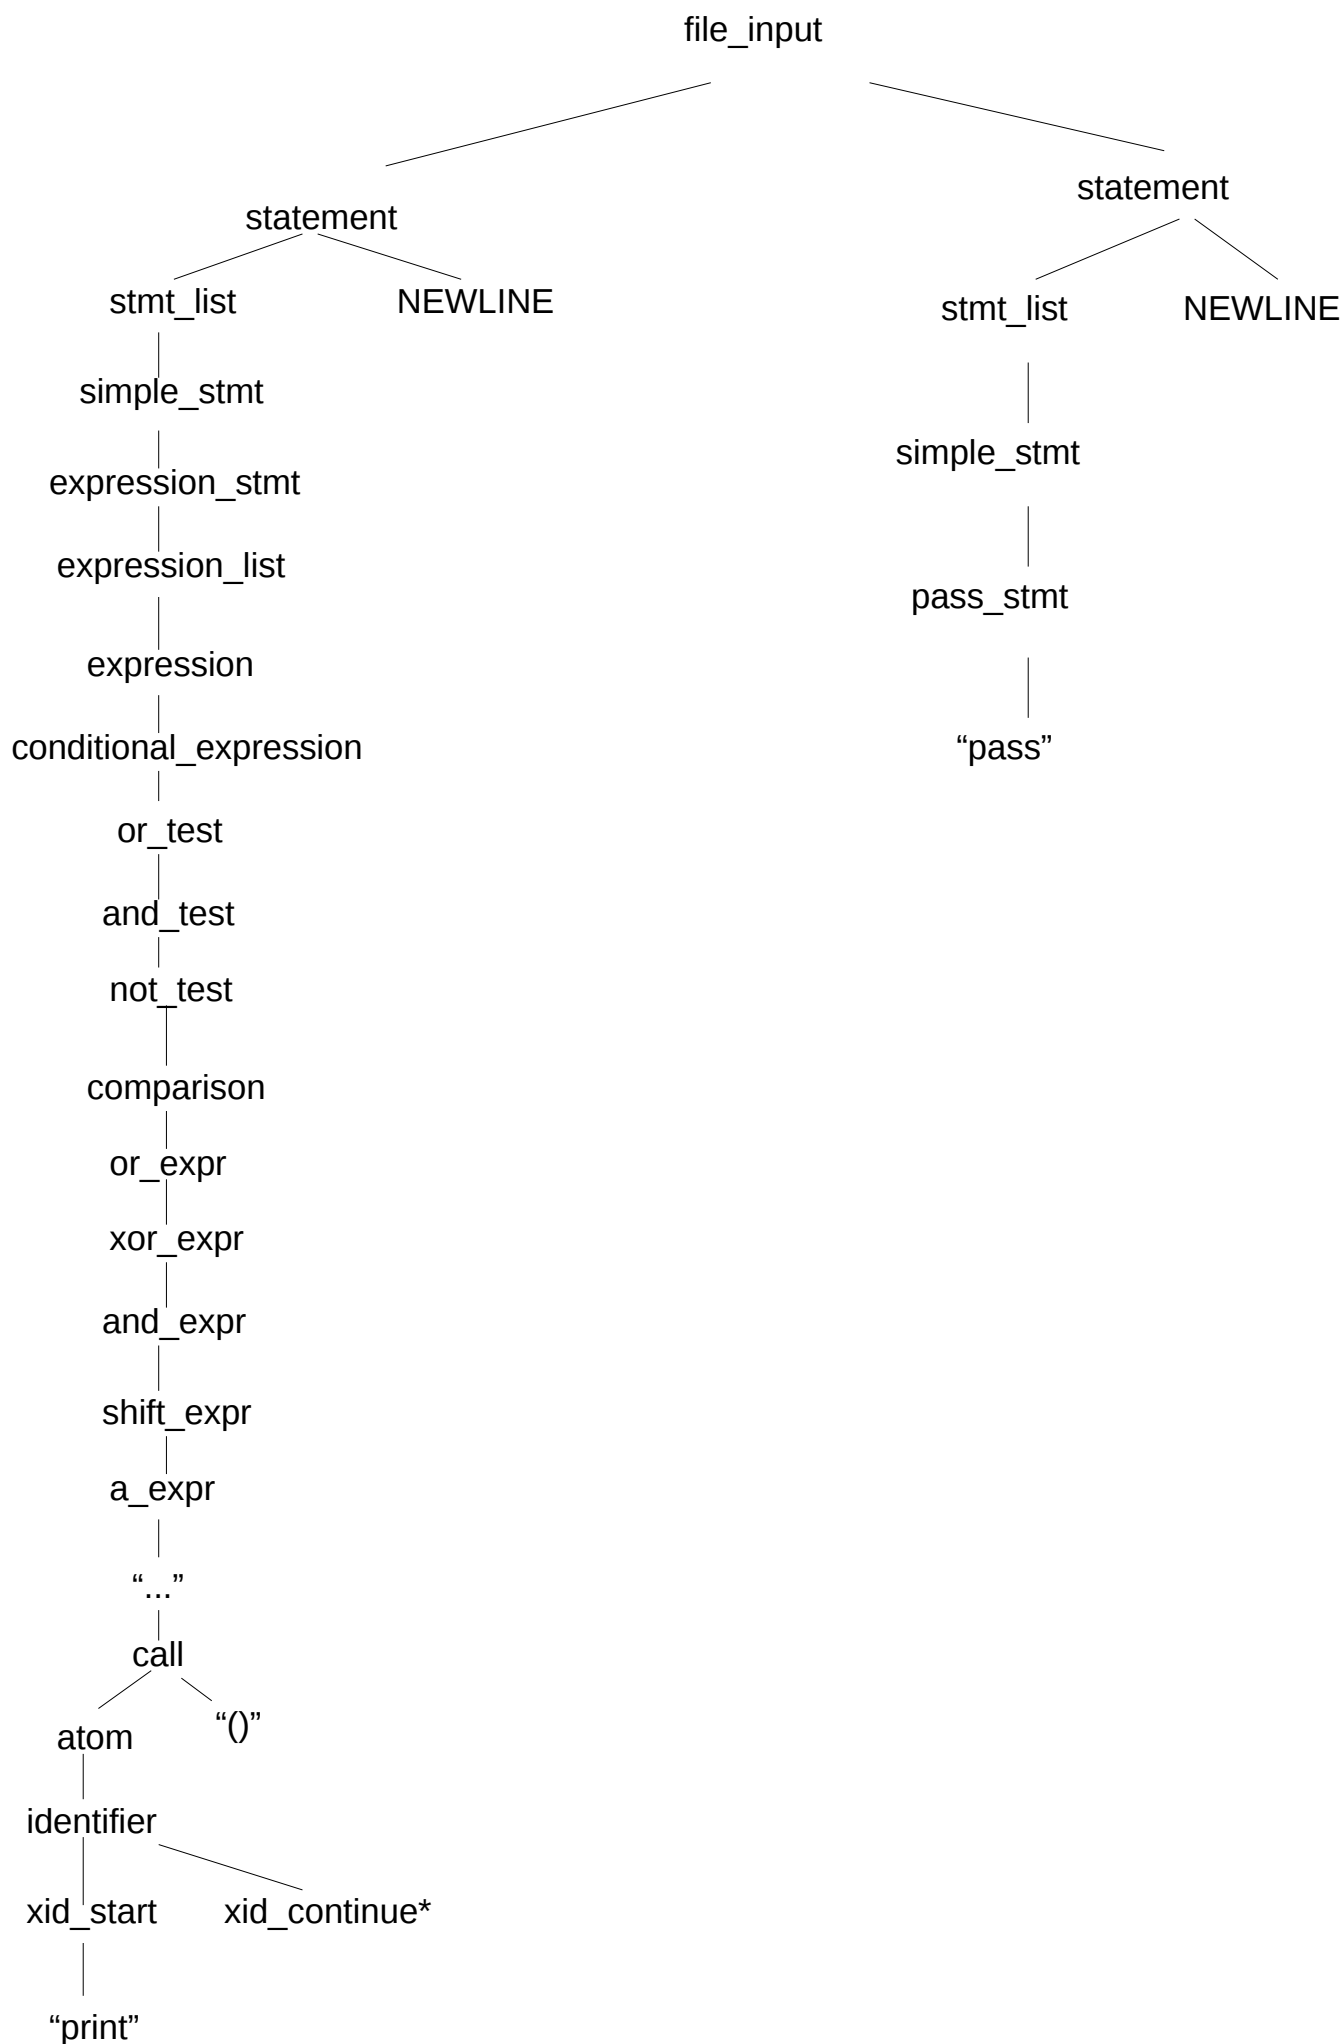 file_input
statement
statement
stmt_list
NEWLINE
stmt_list
NEWLINE
simple_stmt
simple_stmt
expression_stmt
expression_list
pass_stmt
expression
conditional_expression
“pass”
or_test
and_test
not_test
comparison
or_expr
xor_expr
and_expr
shift_expr
a_expr
“...”
call
atom
“()”
identifier
xid_start
xid_continue*
“print”